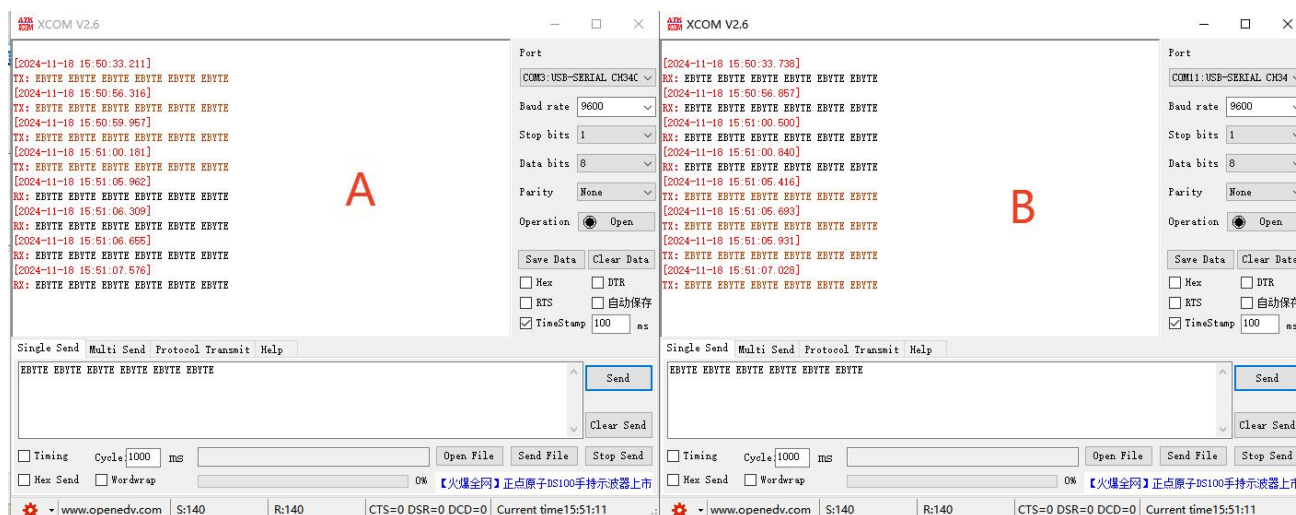 ATK COM XCOM V2.6
[2024-11-18 15:50:33.211]
TX: EBYTE EBYTE EBYTE EBYTE EBYTE EBYTE
[2024-11-18 15:50:56.316]
TX: EBYTE EBYTE EBYTE EBYTE EBYTE EBYTE
[2024-11-18 15:50:59.957]
TX: EBYTE EBYTE EBYTE EBYTE EBYTE EBYTE
[2024-11-18 15:51:00.181]
TX: EBYTE EBYTE EBYTE EBYTE EBYTE EBYTE
[2024-11-18 15:51:05.962]
RX: EBYTE EBYTE EBYTE EBYTE EBYTE EBYTE
[2024-11-18 15:51:06.309]
RX: EBYTE EBYTE EBYTE EBYTE EBYTE EBYTE
[2024-11-18 15:51:06.655]
RX: EBYTE EBYTE EBYTE EBYTE EBYTE EBYTE
[2024-11-18 15:51:07.576]
RX: EBYTE EBYTE EBYTE EBYTE EBYTE EBYTE
A
Port
COM3:USB-SERIAL CH34C
Baud rate 9600
Stop bits 1
Data bits 8
Parity None
Operation Open
Save Data Clear Data
Hex DTR
RTS 自动保存
TimeStamp 100 ms
Single Send Multi Send Protocol Transmit Help
EBYTE EBYTE EBYTE EBYTE EBYTE EBYTE
Send
Clear Send
Timing Cycle: 1000 ms Open File Send File Stop Send
Hex Send Wordwrap 0% 【火爆全网】正点原子DS100手持示波器上市
www.openedv.com S:140 R:140 CTS=0 DSR=0 DCD=0 Current time15:51:11
ATK COM XCOM V2.6
[2024-11-18 15:50:33.738]
RX: EBYTE EBYTE EBYTE EBYTE EBYTE EBYTE
[2024-11-18 15:50:56.857]
RX: EBYTE EBYTE EBYTE EBYTE EBYTE EBYTE
[2024-11-18 15:51:00.500]
RX: EBYTE EBYTE EBYTE EBYTE EBYTE EBYTE
[2024-11-18 15:51:00.840]
RX: EBYTE EBYTE EBYTE EBYTE EBYTE EBYTE
[2024-11-18 15:51:05.416]
TX: EBYTE EBYTE EBYTE EBYTE EBYTE EBYTE
[2024-11-18 15:51:05.693]
TX: EBYTE EBYTE EBYTE EBYTE EBYTE EBYTE
[2024-11-18 15:51:05.931]
TX: EBYTE EBYTE EBYTE EBYTE EBYTE EBYTE
[2024-11-18 15:51:07.028]
TX: EBYTE EBYTE EBYTE EBYTE EBYTE EBYTE
B
Port
COM11:USB-SERIAL CH34
Baud rate 9600
Stop bits 1
Data bits 8
Parity None
Operation Open
Save Data Clear Data
Hex DTR
RTS 自动保存
TimeStamp 100 ms
Single Send Multi Send Protocol Transmit Help
EBYTE EBYTE EBYTE EBYTE EBYTE EBYTE
Send
Clear Send
Timing Cycle: 1000 ms Open File Send File Stop Send
Hex Send Wordwrap 0% 【火爆全网】正点原子DS100手持示波器上市
www.openedv.com S:140 R:140 CTS=0 DSR=0 DCD=0 Current time15:51:11